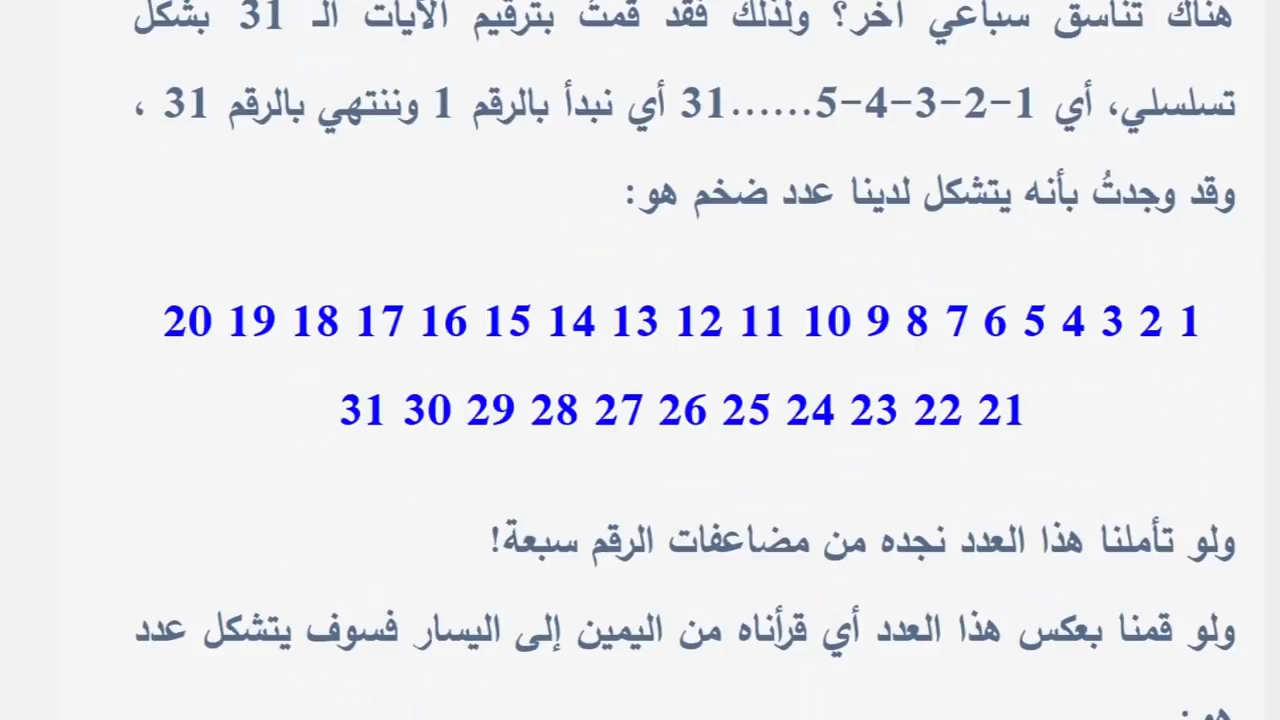 هناك تناسق سباعي آخر؟ ولذلك فقد قمتُ بترقيم الآيات الـ 31 بشكل
تسلسلي، أي 1-2-3-4-5......31 أي نبدأ بالرقم 1 وننتهي بالرقم 31 ،
وقد وجدتُ بأنه يتشكل لدينا عدد ضخم هو:
1 2 3 4 5 6 7 8 9 10 11 12 13 14 15 16 17 18 19 20
21 22 23 24 25 26 27 28 29 30 31
ولو تأملنا هذا العدد نجده من مضاعفات الرقم سبعة!
ولو قمنا بعكس هذا العدد أي قرأناه من اليمين إلى اليسار فسوف يتشكل عدد